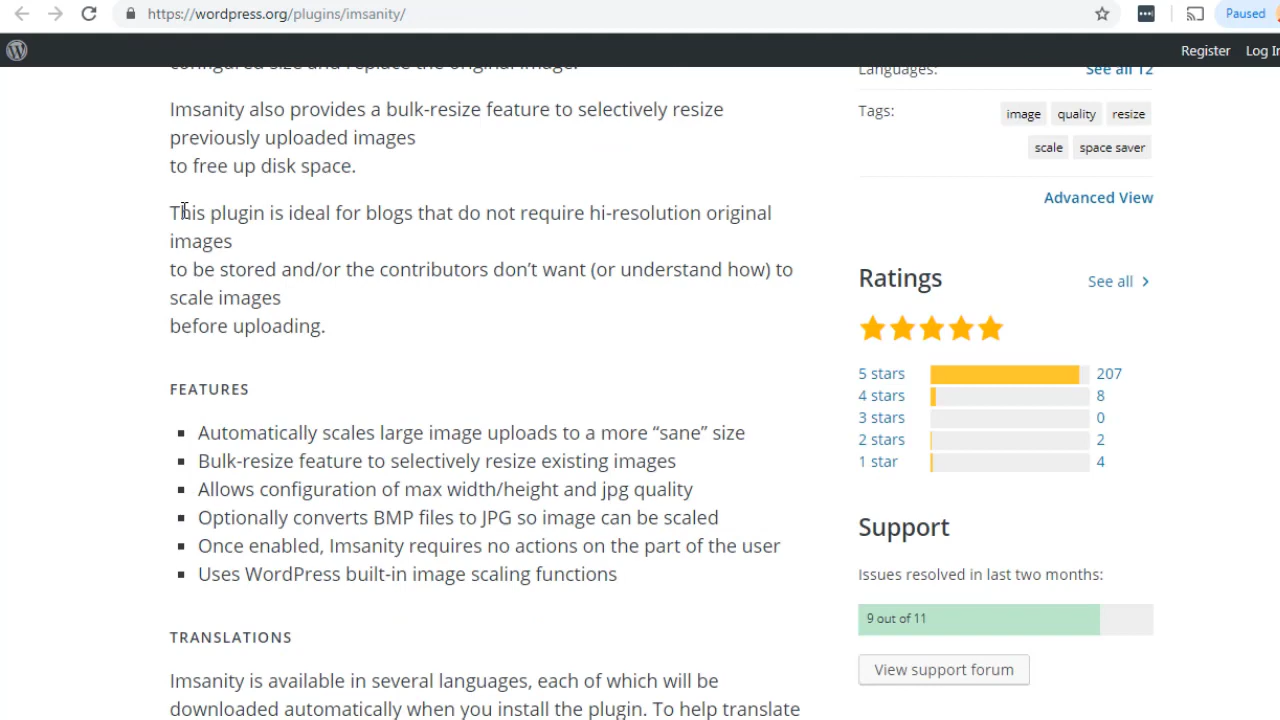 https://wordpress.org/plugins/imsanity/
Paused
Register Log In
configured size and replace the original image.
Imsanity also provides a bulk-resize feature to selectively resize
previously uploaded images
to free up disk space.
This plugin is ideal for blogs that do not require hi-resolution original
images
to be stored and/or the contributors don’t want (or understand how) to
scale images
before uploading.
FEATURES
Automatically scales large image uploads to a more “sane” size
Bulk-resize feature to selectively resize existing images
Allows configuration of max width/height and jpg quality
Optionally converts BMP files to JPG so image can be scaled
Once enabled, Imsanity requires no actions on the part of the user
Uses WordPress built-in image scaling functions
TRANSLATIONS
Imsanity is available in several languages, each of which will be
downloaded automatically when you install the plugin. To help translate
Languages: See all 12
Tags: image quality resize
scale space saver
Advanced View
Ratings See all
5 stars 207
4 stars 8
3 stars 0
2 stars 2
1 star 4
Support
Issues resolved in last two months:
9 out of 11
View support forum